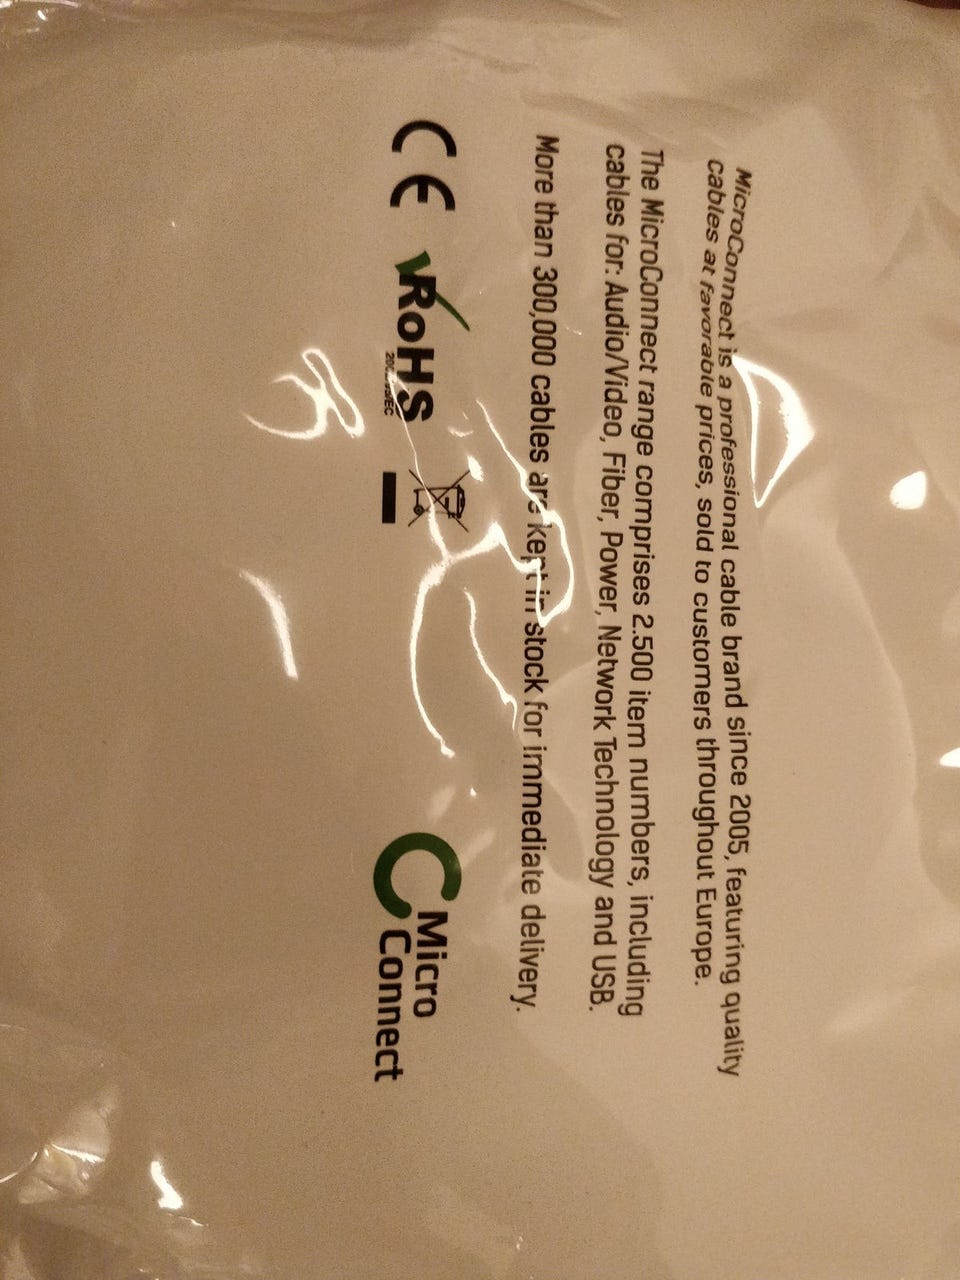 MicroConnect is a professional cable brand since 2005, featuring quality
cables at favorable prices, sold to customers throughout Europe.
The MicroConnect range comprises 2.500 item numbers, including
cables for: Audio/Video, Fiber, Power, Network Technology and USB.
More than 300,000 cables are kept in stock for immediate delivery.
CE RoHS
Micro
Connect